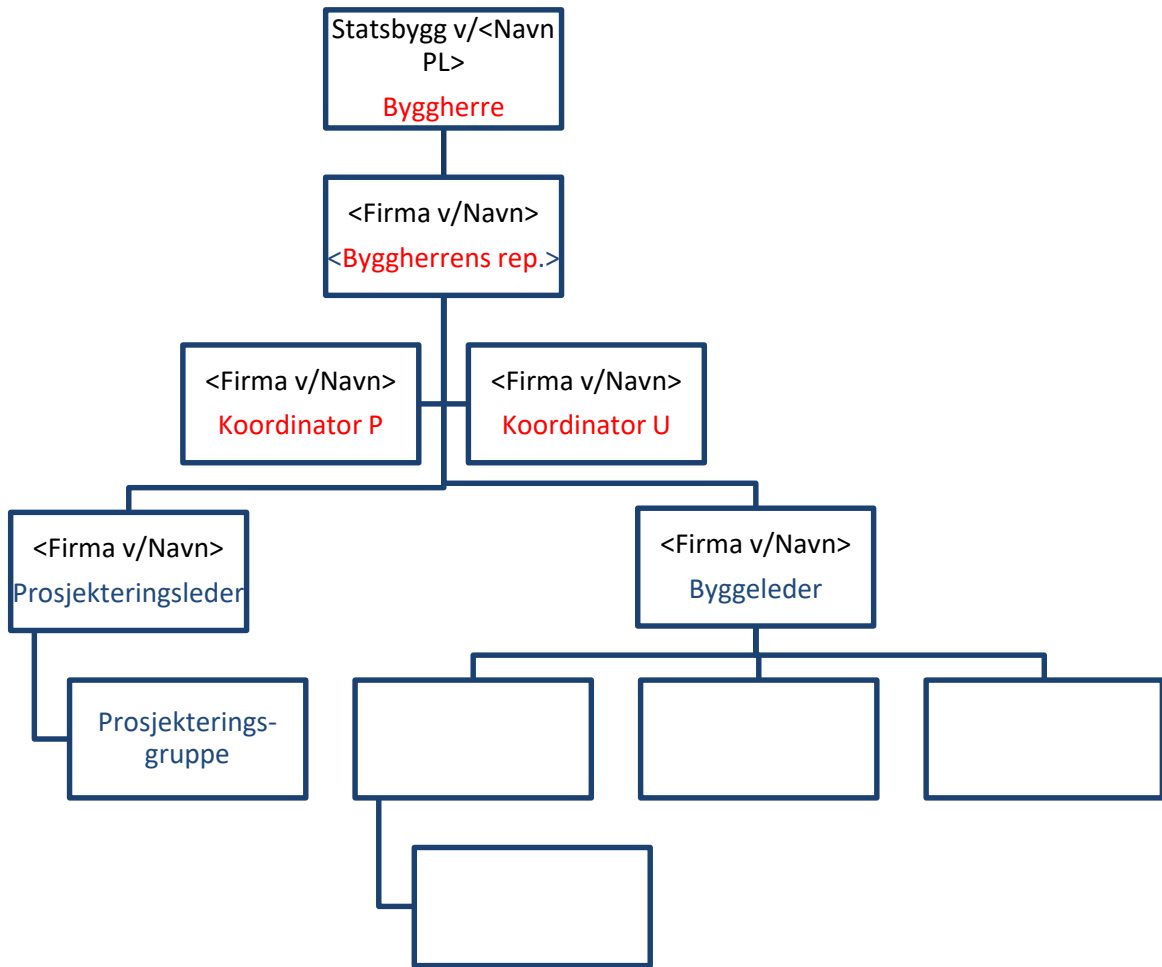 Statsbygg v/<Navn
PL>
Byggherre
<Firma v/Navn>
<Byggherrens rep.>
<Firma v/Navn>
Koordinator P
<Firma v/Navn>
Koordinator U
<Firma v/Navn>
Prosjekteringsleder
<Firma v/Navn>
Byggeleder
Prosjekterings-
gruppe